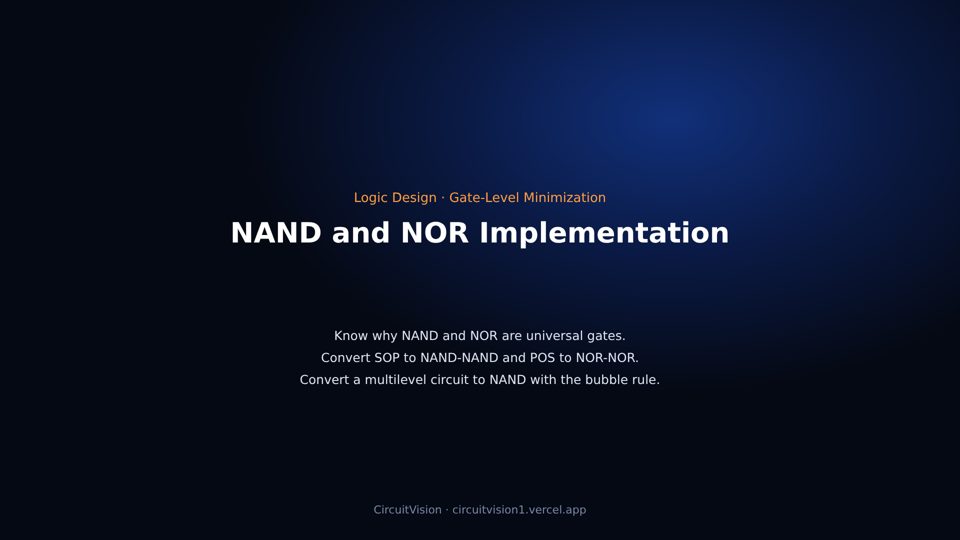 Logic Design · Gate-Level Minimization
NAND and NOR Implementation
Know why NAND and NOR are universal gates.
Convert SOP to NAND-NAND and POS to NOR-NOR.
Convert a multilevel circuit to NAND with the bubble rule.
CircuitVision · circuitvision1.vercel.app